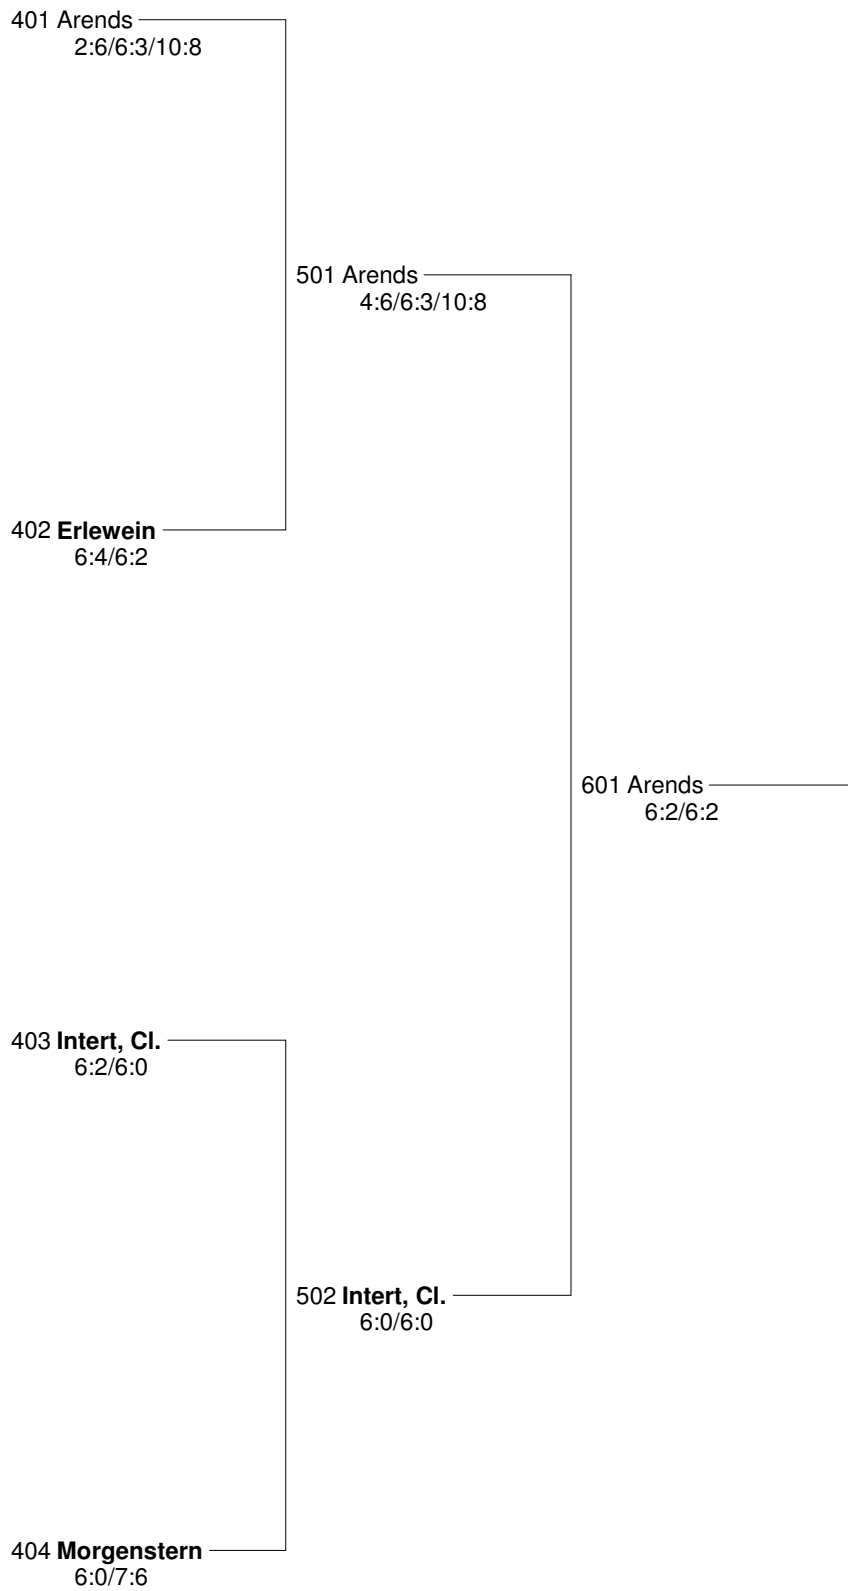 401 Arends
2:6/6:3/10:8
501 Arends
4:6/6:3/10:8
402 Erlewein
6:4/6:2
601 Arends
6:2/6:2
403 Intert, Cl.
6:2/6:0
502 Intert, Cl.
6:0/6:0
404 Morgenstern
6:0/7:6